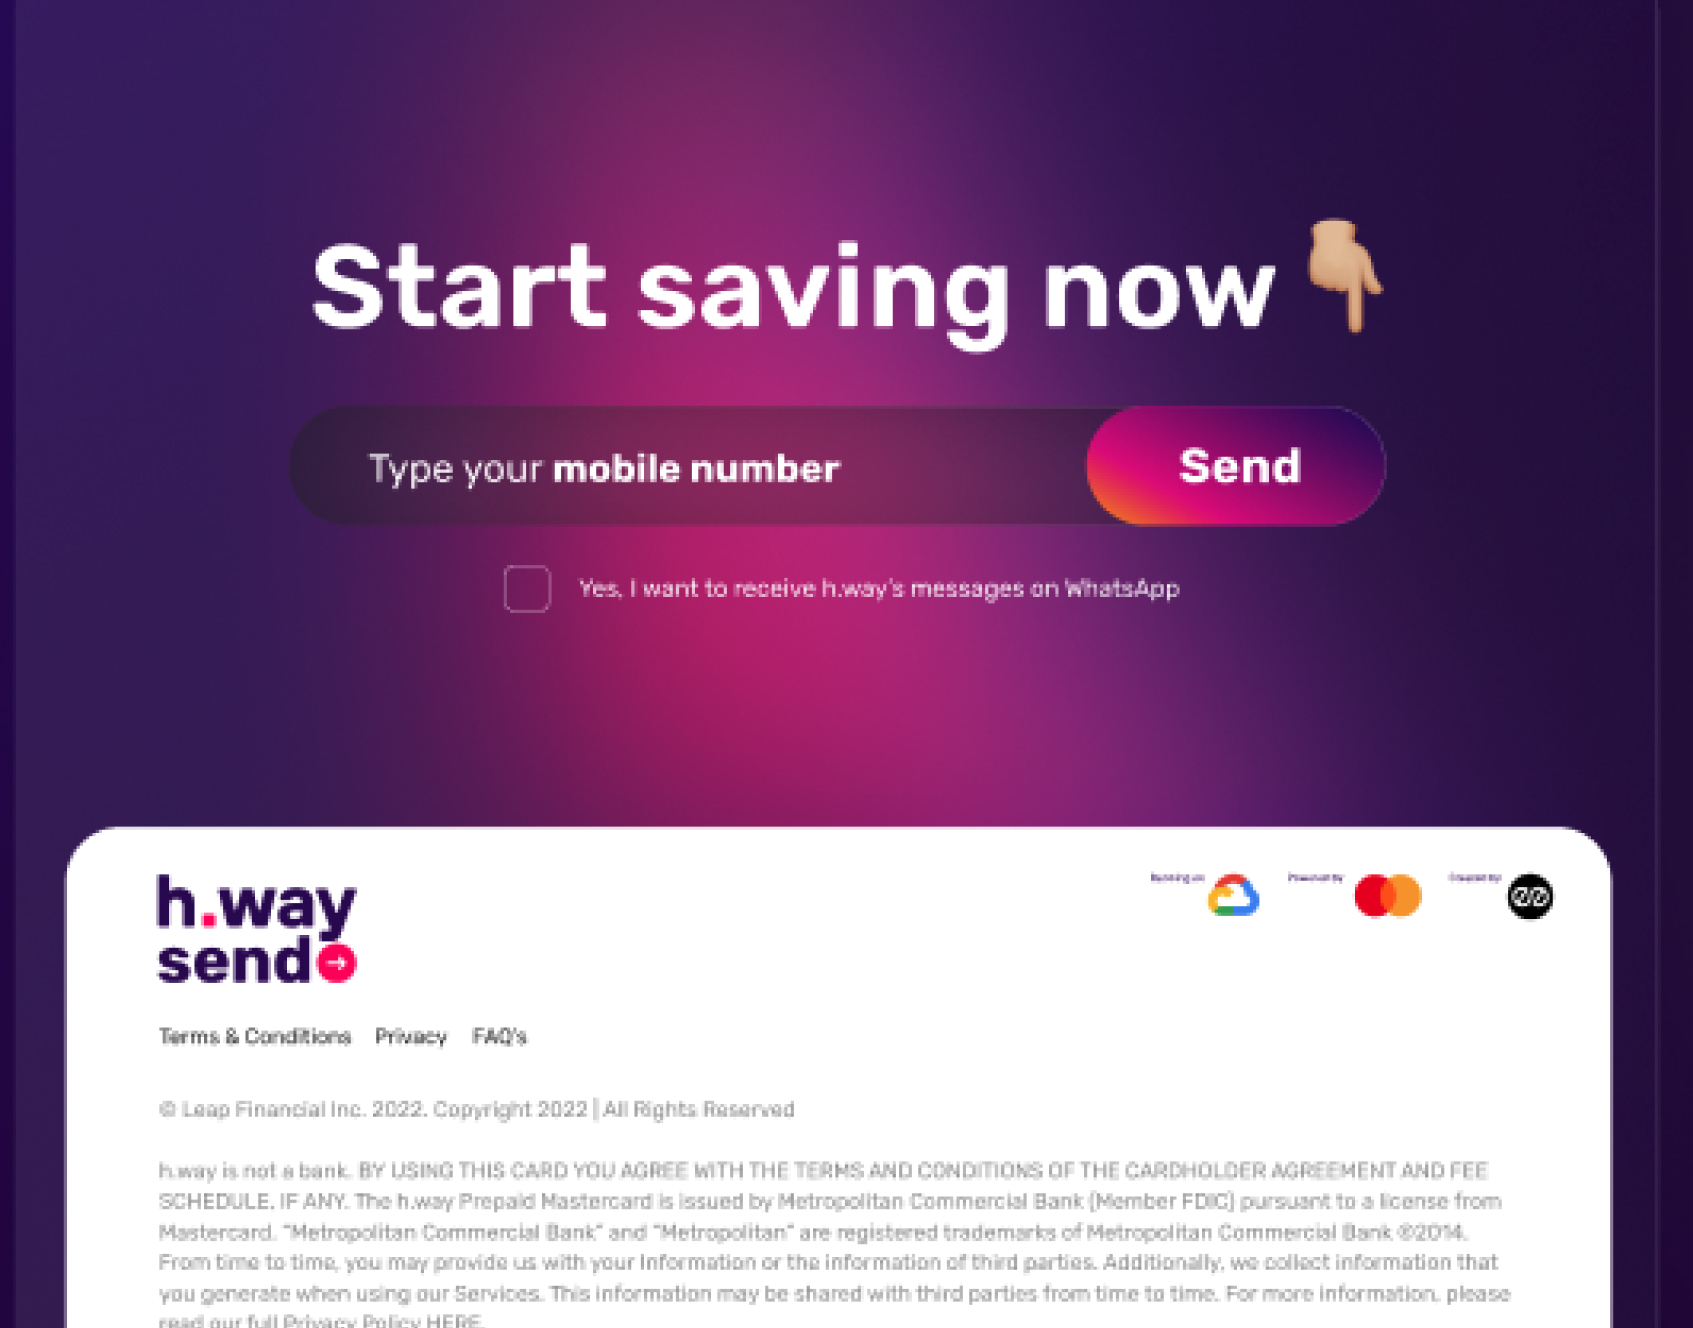 Start saving now
Type your mobile number
Send
Yes, I want to receive h.way's messages on WhatsApp
h.way
send
Running on
Powered by
Created by
Terms & Conditions Privacy FAQ's
© Leap Financial Inc. 2022. Copyright 2022 | All Rights Reserved
h.way is not a bank. BY USING THIS CARD YOU AGREE WITH THE TERMS AND CONDITIONS OF THE CARDHOLDER AGREEMENT AND FEE
SCHEDULE. IF ANY. The h.way Prepaid Mastercard is issued by Metropolitan Commercial Bank (Member FDIC) pursuant to a license from
Mastercard. "Metropolitan Commercial Bank" and "Metropolitan" are registered trademarks of Metropolitan Commercial Bank ©2014.
From time to time, you may provide us with your Information or the information of third parties. Additionally, we collect information that
you generate when using our Services. This information may be shared with third parties from time to time. For more information, please
read our full Privacy Policy HERE.